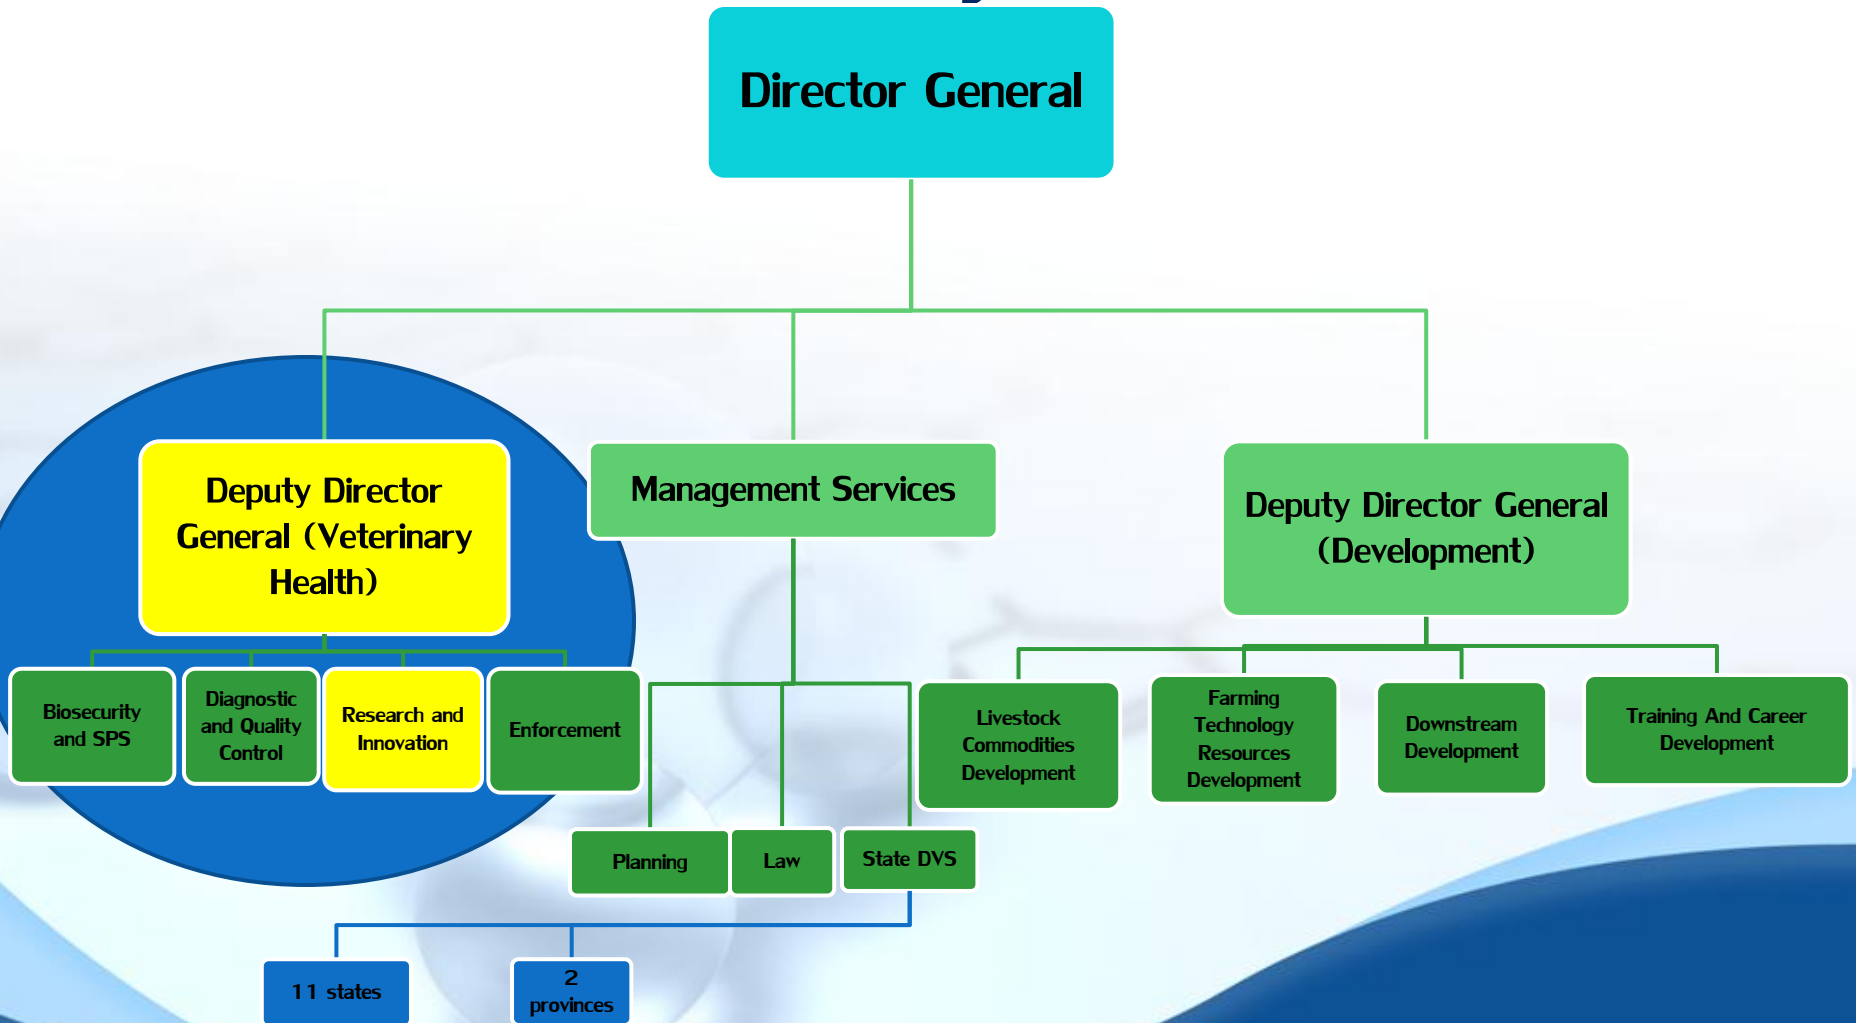 Director General
Deputy Director
General (Veterinary
Health)
Management Services
Deputy Director General
(Development)
Biosecurity
and SPS
Diagnostic
and Quality
Control
Research and
Innovation
Enforcement
Planning
Law
State DVS
Livestock
Commodities
Development
Farming
Technology
Resources
Development
Downstream
Development
Training And Career
Development
11 states
2
provinces